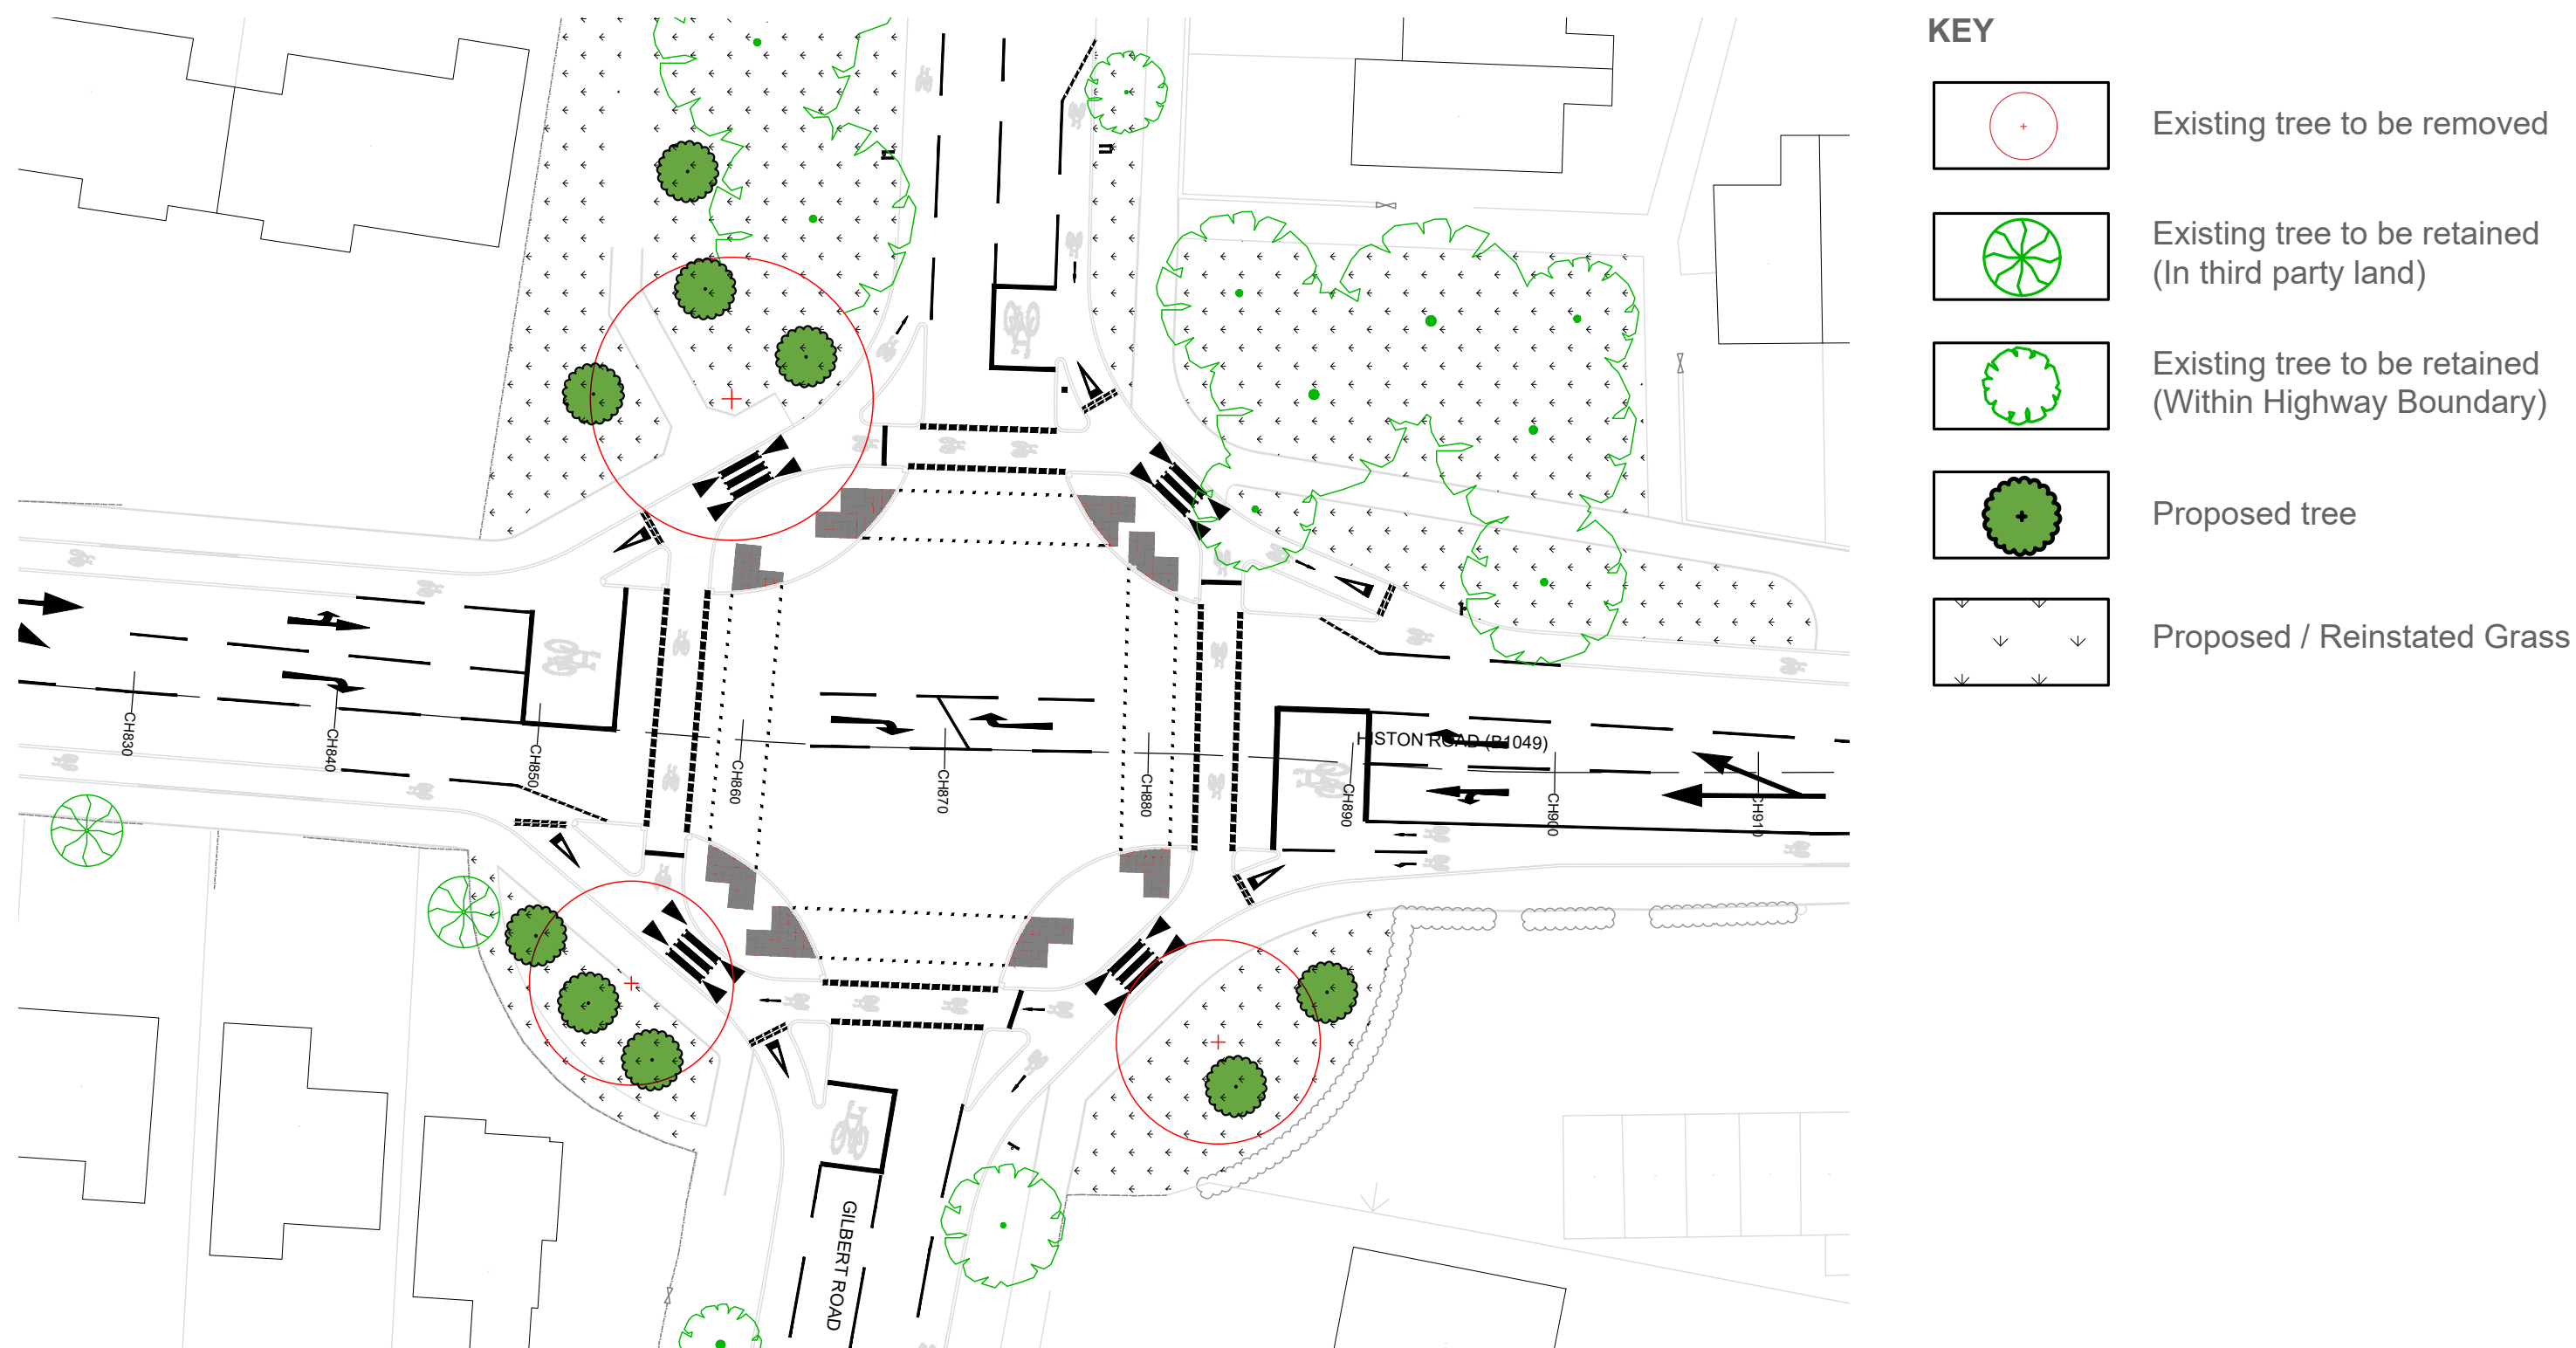 KEY
Existing tree to be removed
Existing tree to be retained
(In third party land)
Existing tree to be retained
(Within Highway Boundary)
Proposed tree
Proposed / Reinstated Grass
CH830
CH840
CH850
CH860
CH870
CH880
CH890
CH900
CH910
HISTON ROAD (B1049)
GILBERT ROAD